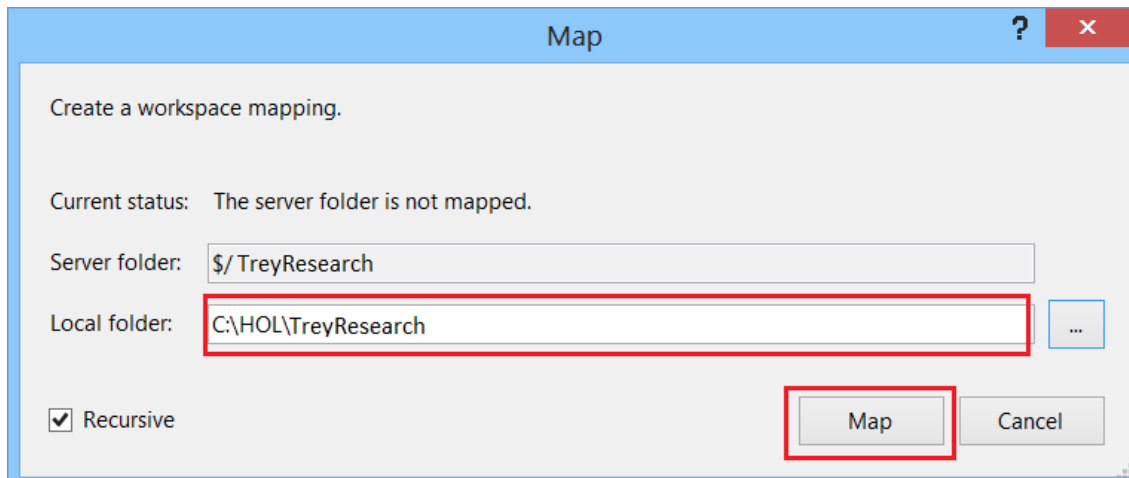 Map
?
Create a workspace mapping.
Current status: The server folder is not mapped.
Server folder: $/ TreyResearch
Local folder: C:\HOL\TreyResearch ...
Recursive Map Cancel